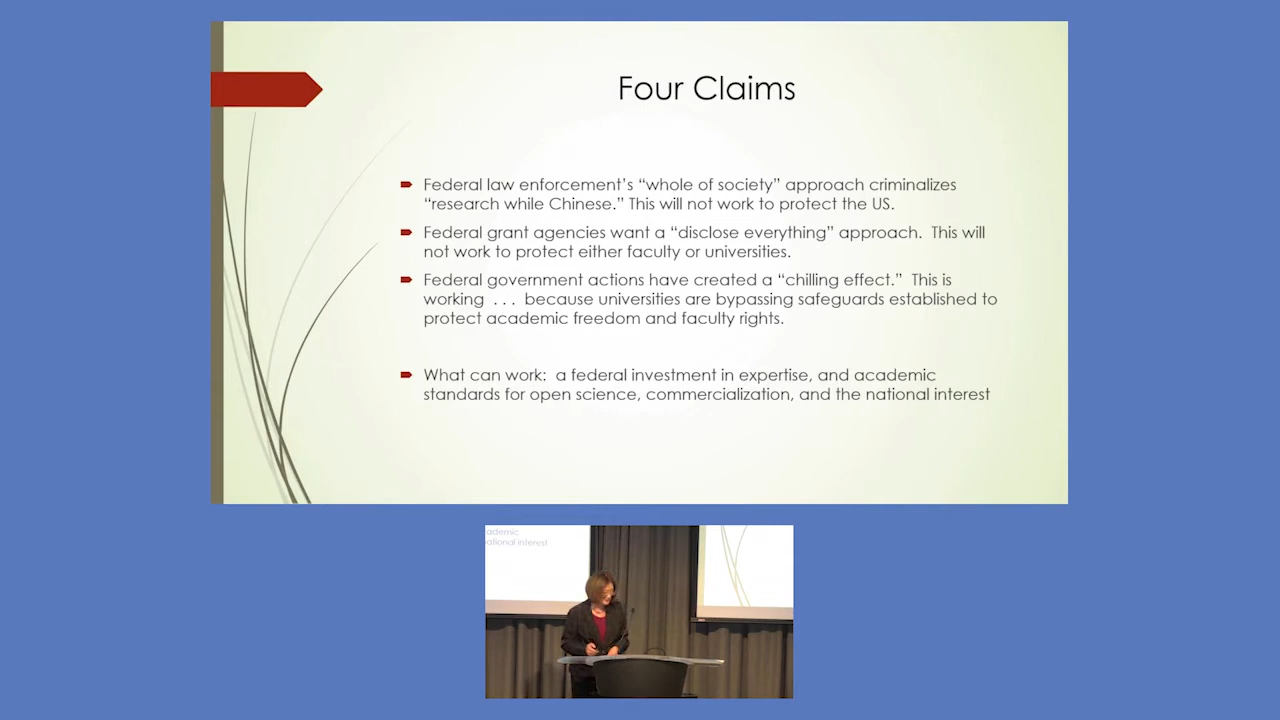 Four Claims
Federal law enforcement's “whole of society” approach criminalizes
“research while Chinese.” This will not work to protect the US.
Federal grant agencies want a “disclose everything” approach.  This will
not work to protect either faculty or universities.
Federal government actions have created a “chilling effect.”  This is
working  . . .  because universities are bypassing safeguards established to
protect academic freedom and faculty rights.
What can work:  a federal investment in expertise, and academic
standards for open science, commercialization, and the national interest
ademic
ational interest